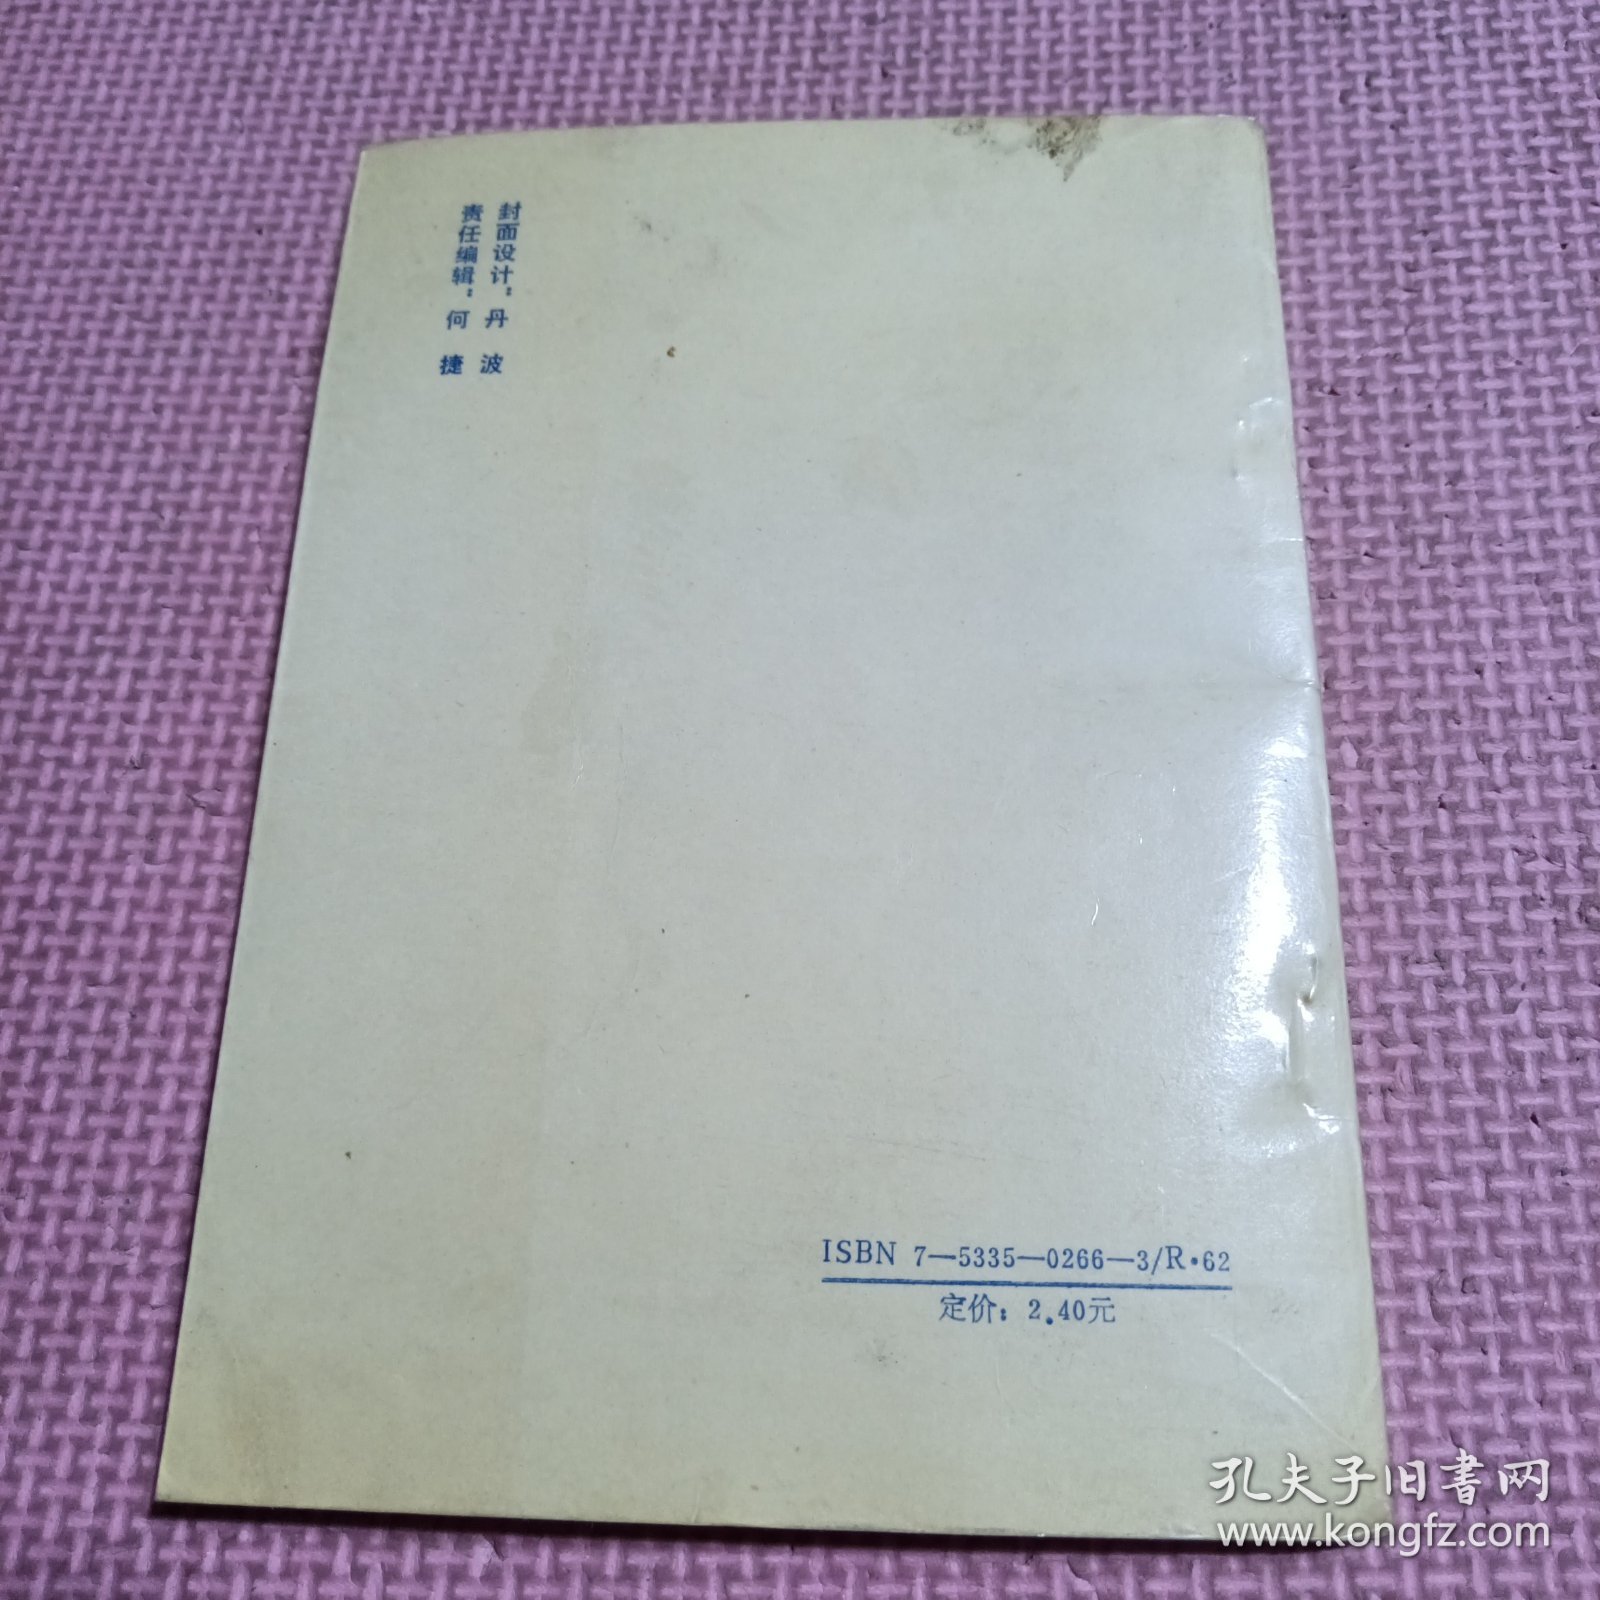 封面设计：丹 波
责任编辑：何 捷
ISBN 7—5335—0266—3/R·62
定价：2.40元
孔夫子旧書网
www.kongfz.com